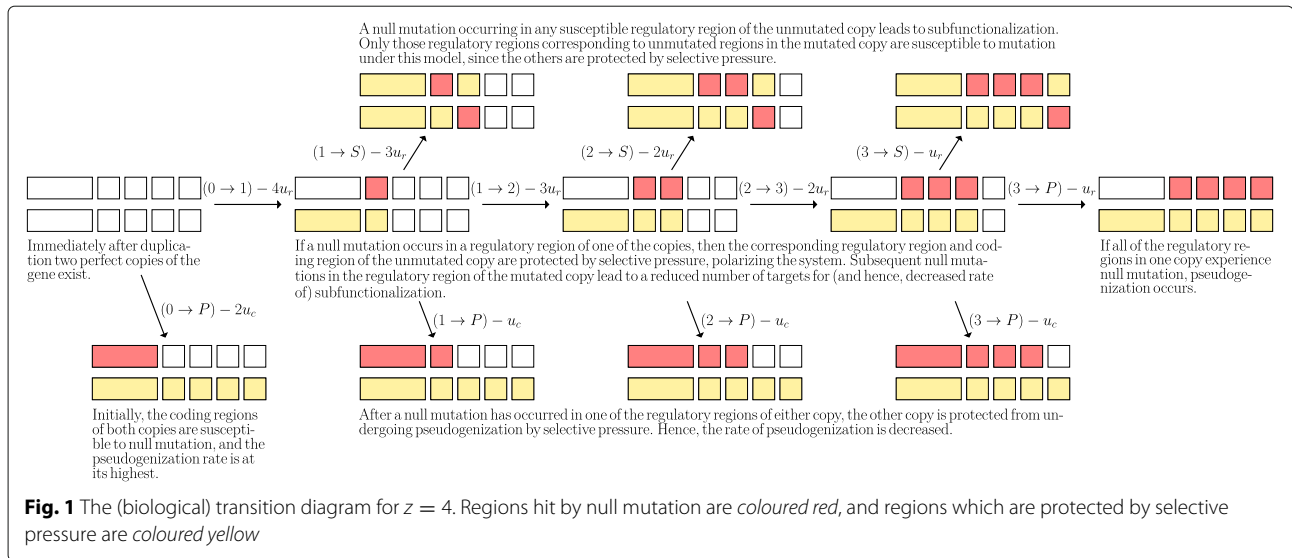 A null mutation occurring in any susceptible regulatory region of the unmutated copy leads to subfunctionalization.
Only those regulatory regions corresponding to unmutated regions in the mutated copy are susceptible to mutation
under this model, since the others are protected by selective pressure.
(1 → S) − 3u_r
(2 → S) − 2u_r
(3 → S) − u_r
(0 → 1) − 4u_r
(1 → 2) − 3u_r
(2 → 3) − 2u_r
(3 → P) − u_r
Immediately after duplica-
tion two perfect copies of the
gene exist.
If a null mutation occurs in a regulatory region of one of the copies, then the corresponding regulatory region and cod-
ing region of the unmutated copy are protected by selective pressure, polarizing the system. Subsequent null muta-
tions in the regulatory region of the mutated copy lead to a reduced number of targets for (and hence, decreased rate
of) subfunctionalization.
If all of the regulatory re-
gions in one copy experience
null mutation, pseudoge-
nization occurs.
(0 → P) − 2u_c
(1 → P) − u_c
(2 → P) − u_c
(3 → P) − u_c
Initially, the coding regions
of both copies are suscepti-
ble to null mutation, and the
pseudogenization rate is at
its highest.
After a null mutation has occurred in one of the regulatory regions of either copy, the other copy is protected from un-
dergoing pseudogenization by selective pressure. Hence, the rate of pseudogenization is decreased.
Fig. 1 The (biological) transition diagram for z = 4. Regions hit by null mutation are coloured red, and regions which are protected by selective
pressure are coloured yellow